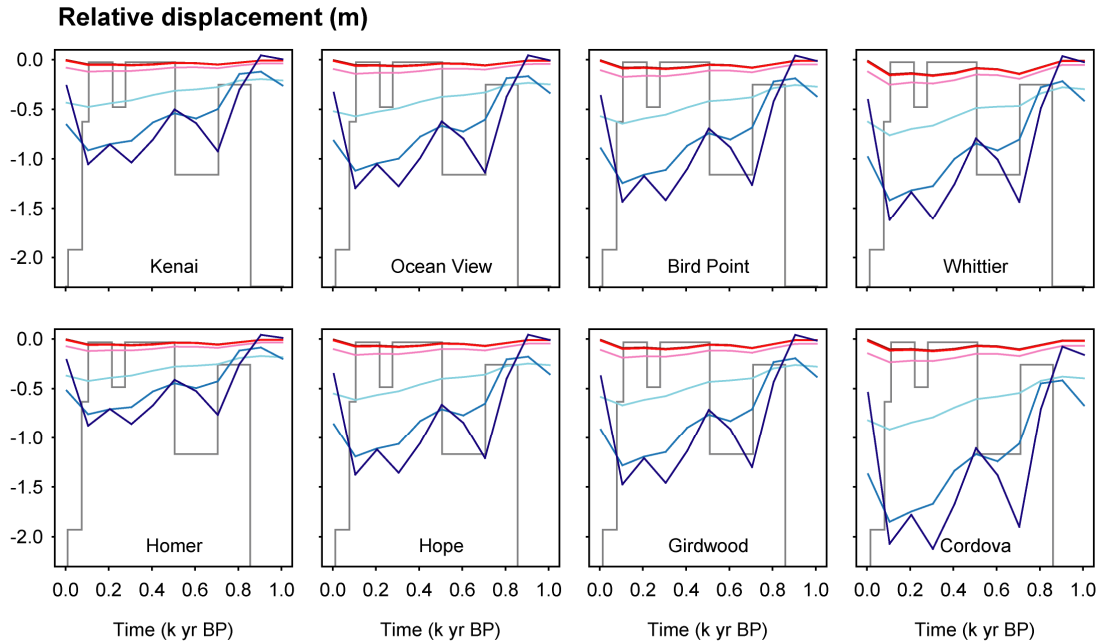 Relative displacement (m)
0.0
-0.5
-1.0
-1.5
-2.0
Kenai
Ocean View
Bird Point
Whittier
0.0
-0.5
-1.0
-1.5
-2.0
Homer
Hope
Girdwood
Cordova
0.0 0.2 0.4 0.6 0.8 1.0
0.0 0.2 0.4 0.6 0.8 1.0
0.0 0.2 0.4 0.6 0.8 1.0
0.0 0.2 0.4 0.6 0.8 1.0
Time (k yr BP)
Time (k yr BP)
Time (k yr BP)
Time (k yr BP)